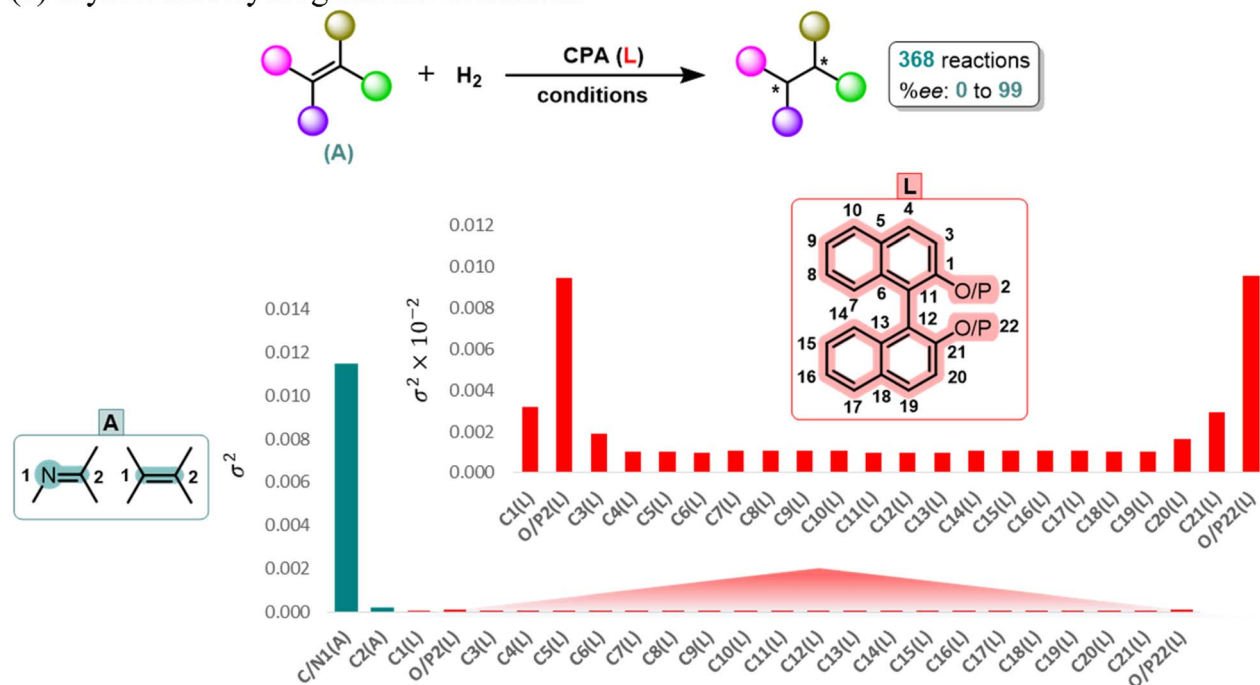 + H₂
CPA (L)
conditions
*
*
368 reactions
%ee: 0 to 99
(A)
L
10
5
4
9
3
8
1
6
11
O/P 2
7
14
13
12
O/P 22
15
21
16
20
17
18
19
0.012
0.010
0.008
0.006
0.004
0.002
0.000
σ² × 10⁻²
C1(L)
O/P2(L)
C3(L)
C4(L)
C5(L)
C6(L)
C7(L)
C8(L)
C9(L)
C10(L)
C11(L)
C12(L)
C13(L)
C14(L)
C15(L)
C16(L)
C17(L)
C18(L)
C19(L)
C20(L)
C21(L)
O/P22(L)
A
1 N 2
1 2
0.014
0.012
0.010
0.008
0.006
0.004
0.002
0.000
σ²
C/N1(A)
C2(A)
C1(L)
O/P2(L)
C3(L)
C4(L)
C5(L)
C6(L)
C7(L)
C8(L)
C9(L)
C10(L)
C11(L)
C12(L)
C13(L)
C14(L)
C15(L)
C16(L)
C17(L)
C18(L)
C19(L)
C20(L)
C21(L)
O/P22(L)